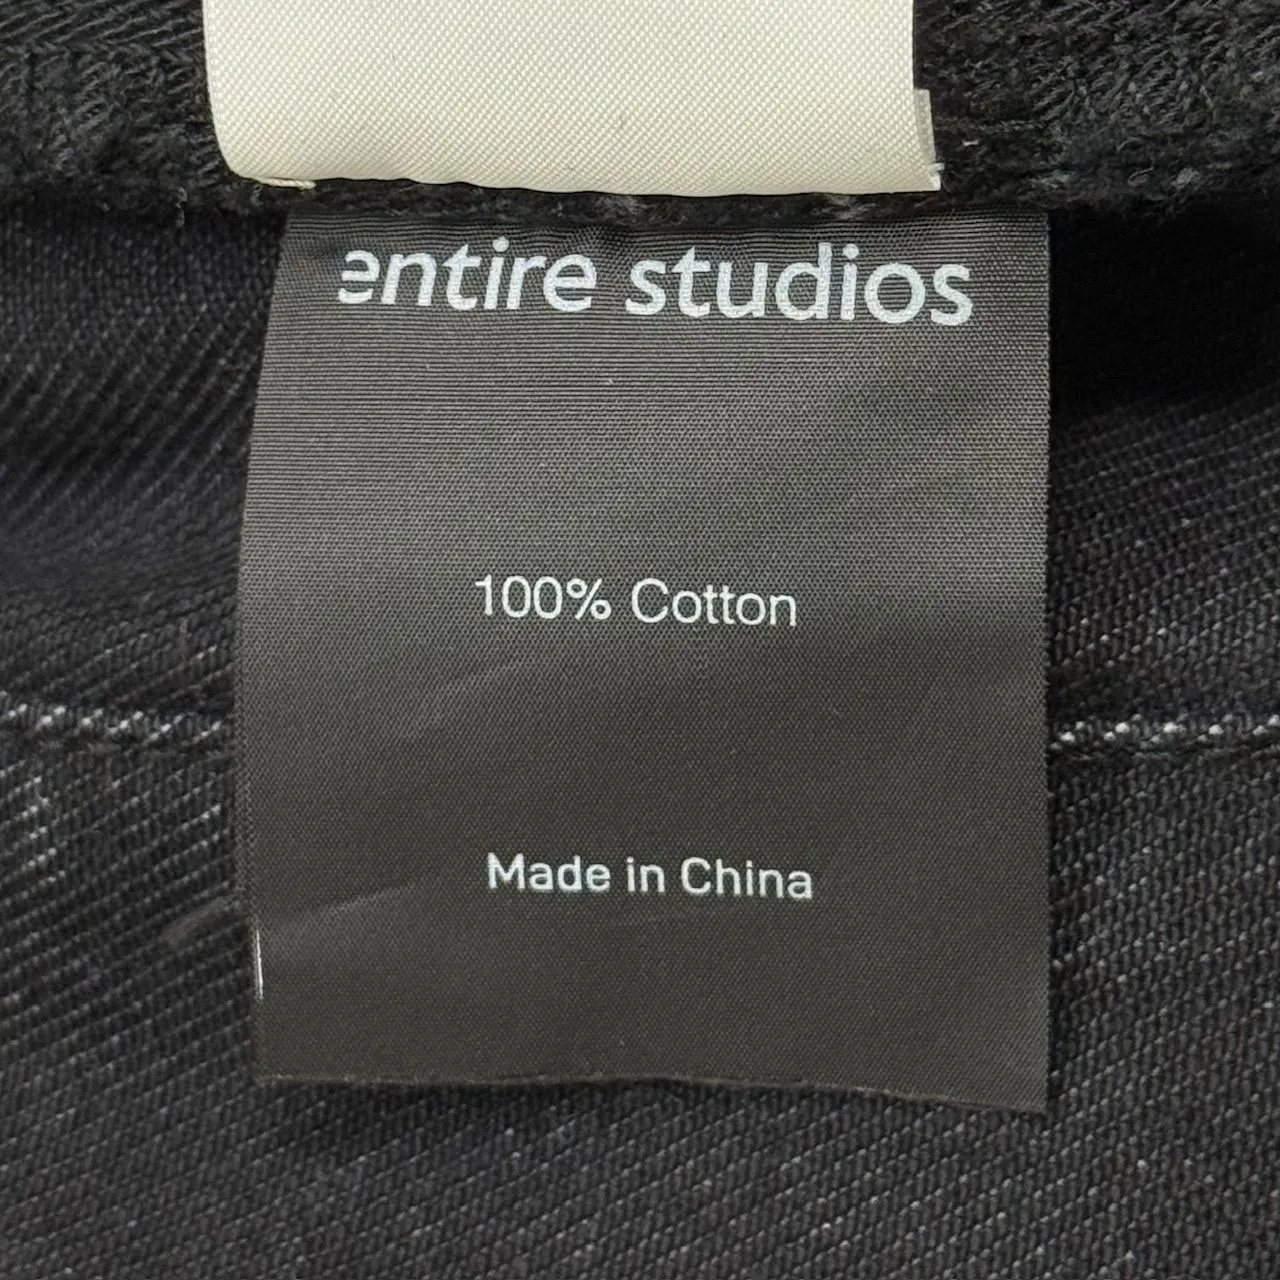 entire studios
100% Cotton
Made in China